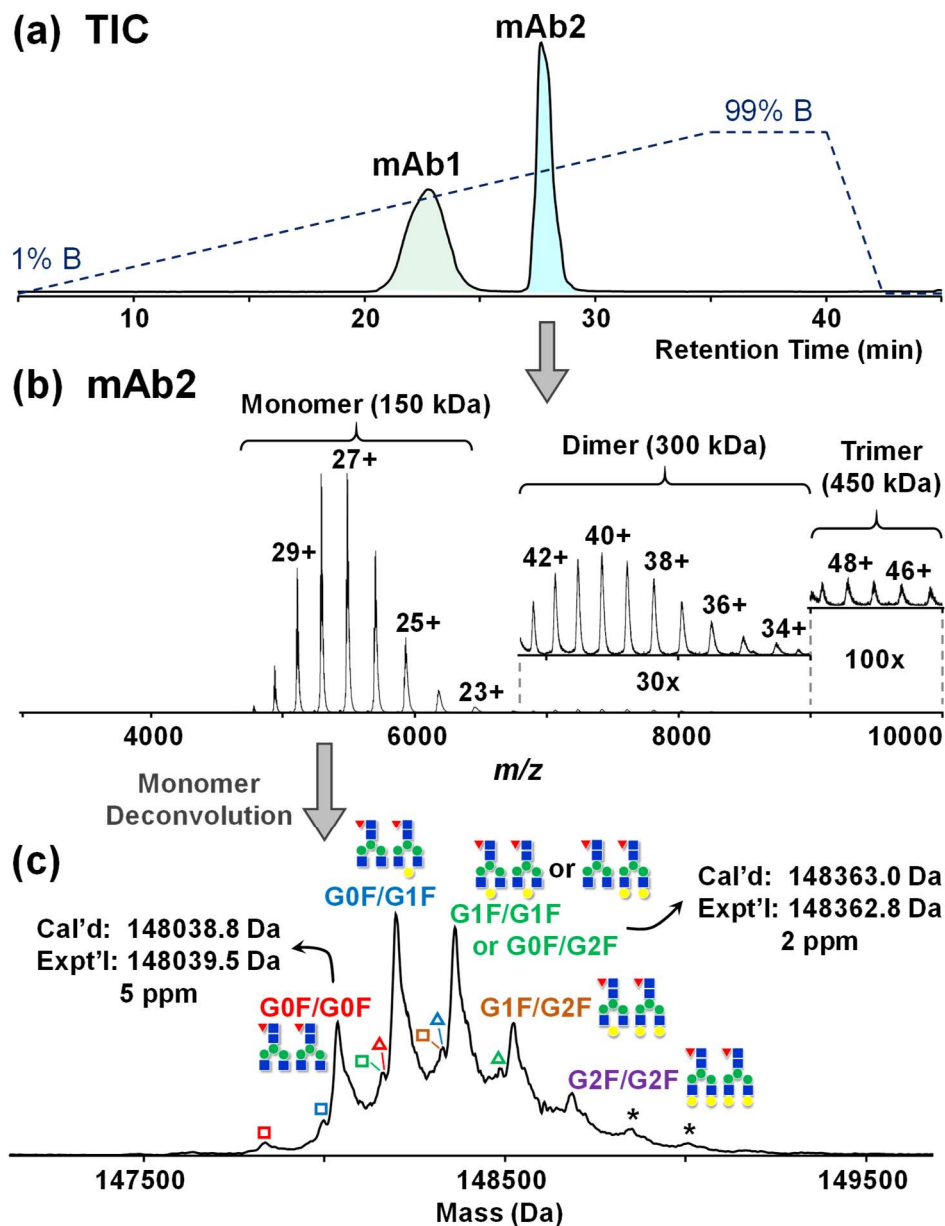 (a) TIC
mAb2
99% B
mAb1
1% B
10 20 30 40
Retention Time (min)
(b) mAb2
Monomer (150 kDa)
Dimer (300 kDa)
Trimer
(450 kDa)
27+
29+
25+
23+
42+
40+
38+
36+
34+
48+
46+
30x
100x
4000 6000 8000 10000
m/z
Monomer
Deconvolution
(c)
or
G0F/G1F
G1F/G1F
or G0F/G2F
Cal'd: 148363.0 Da
Expt'l: 148362.8 Da
2 ppm
Cal'd: 148038.8 Da
Expt'l: 148039.5 Da
5 ppm
G0F/G0F
G1F/G2F
G2F/G2F
* *
147500 148500 149500
Mass (Da)